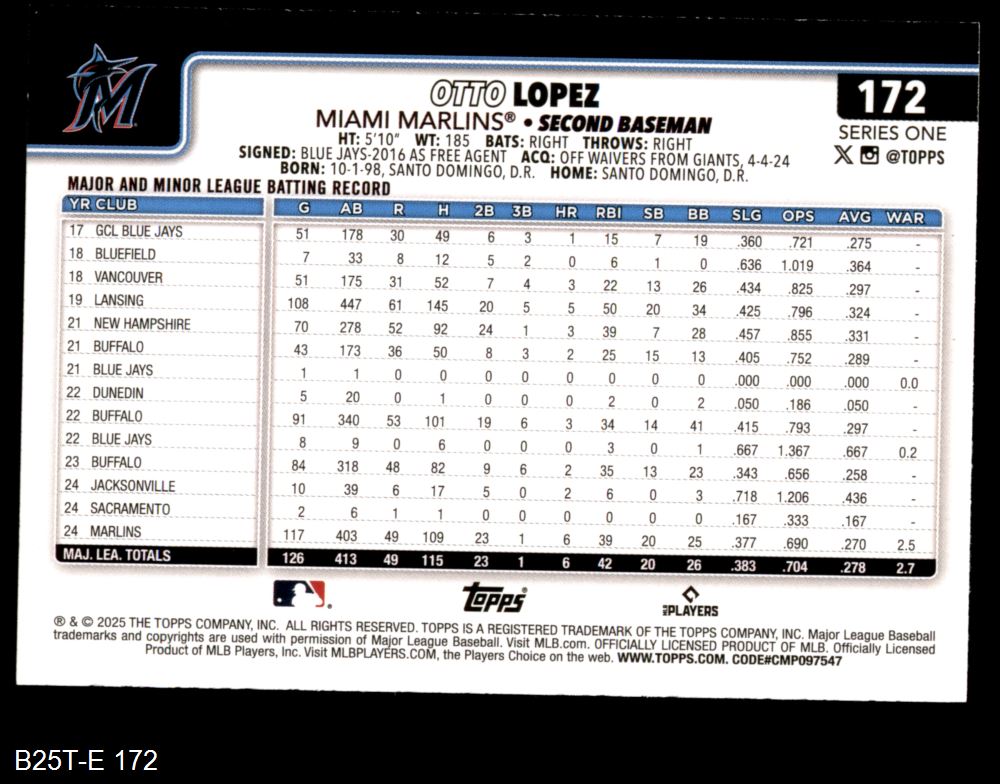 M
OTTO LOPEZ
172
MIAMI MARLINS® • SECOND BASEMAN
SERIES ONE
HT: 5'10" WT: 185 BATS: RIGHT THROWS: RIGHT
@TOPPS
SIGNED: BLUE JAYS-2016 AS FREE AGENT ACQ: OFF WAIVERS FROM GIANTS, 4-4-24
BORN: 10-1-98, SANTO DOMINGO, D.R. HOME: SANTO DOMINGO, D.R.
MAJOR AND MINOR LEAGUE BATTING RECORD
YR CLUB G AB R H 2B 3B HR RBI SB BB SLG OPS AVG WAR
17 GCL BLUE JAYS 51 178 30 49 6 3 1 15 7 19 .360 .721 .275 -
18 BLUEFIELD 7 33 8 12 5 2 0 6 1 0 .636 1.019 .364 -
18 VANCOUVER 51 175 31 52 7 4 3 22 13 26 .434 .825 .297 -
19 LANSING 108 447 61 145 20 5 5 50 20 34 .425 .796 .324 -
21 NEW HAMPSHIRE 70 278 52 92 24 1 3 39 7 28 .457 .855 .331 -
21 BUFFALO 43 173 36 50 8 3 2 25 15 13 .405 .752 .289 -
21 BLUE JAYS 1 1 0 0 0 0 0 0 0 0 .000 .000 .000 0.0
22 DUNEDIN 5 20 0 1 0 0 0 2 0 2 .050 .186 .050 -
22 BUFFALO 91 340 53 101 19 6 3 34 14 41 .415 .793 .297 -
22 BLUE JAYS 8 9 0 6 0 0 0 3 0 1 .667 1.367 .667 0.2
23 BUFFALO 84 318 48 82 9 6 2 35 13 23 .343 .656 .258 -
24 JACKSONVILLE 10 39 6 17 5 0 2 6 0 3 .718 1.206 .436 -
24 SACRAMENTO 2 6 1 1 0 0 0 0 0 0 .167 .333 .167 -
24 MARLINS 117 403 49 109 23 1 6 39 20 25 .377 .690 .270 2.5
MAJ. LEA. TOTALS 126 413 49 115 23 1 6 42 20 26 .383 .704 .278 2.7
Topps® MLB PLAYERS
® & © 2025 THE TOPPS COMPANY, INC. ALL RIGHTS RESERVED. TOPPS IS A REGISTERED TRADEMARK OF THE TOPPS COMPANY, INC. Major League Baseball
trademarks and copyrights are used with permission of Major League Baseball. Visit MLB.com. OFFICIALLY LICENSED PRODUCT OF MLB. Officially Licensed
Product of MLB Players, Inc. Visit MLBPLAYERS.COM, the Players Choice on the web. WWW.TOPPS.COM. CODE#CMP097547
B25T-E 172